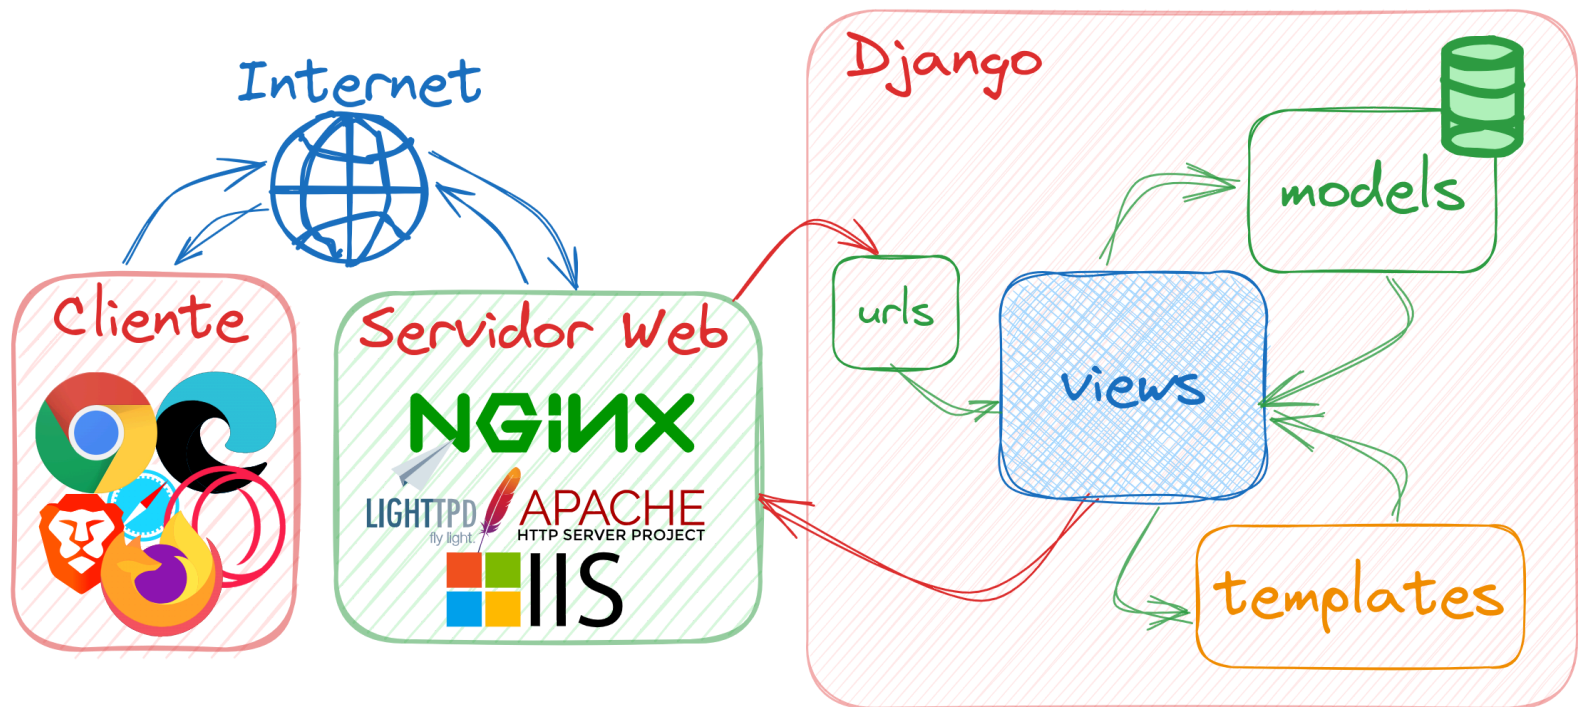 Internet
Cliente
Servidor Web
NGiNX
LIGHTTPD
fly light.
APACHE
HTTP SERVER PROJECT
IIS
Django
urls
views
models
templates